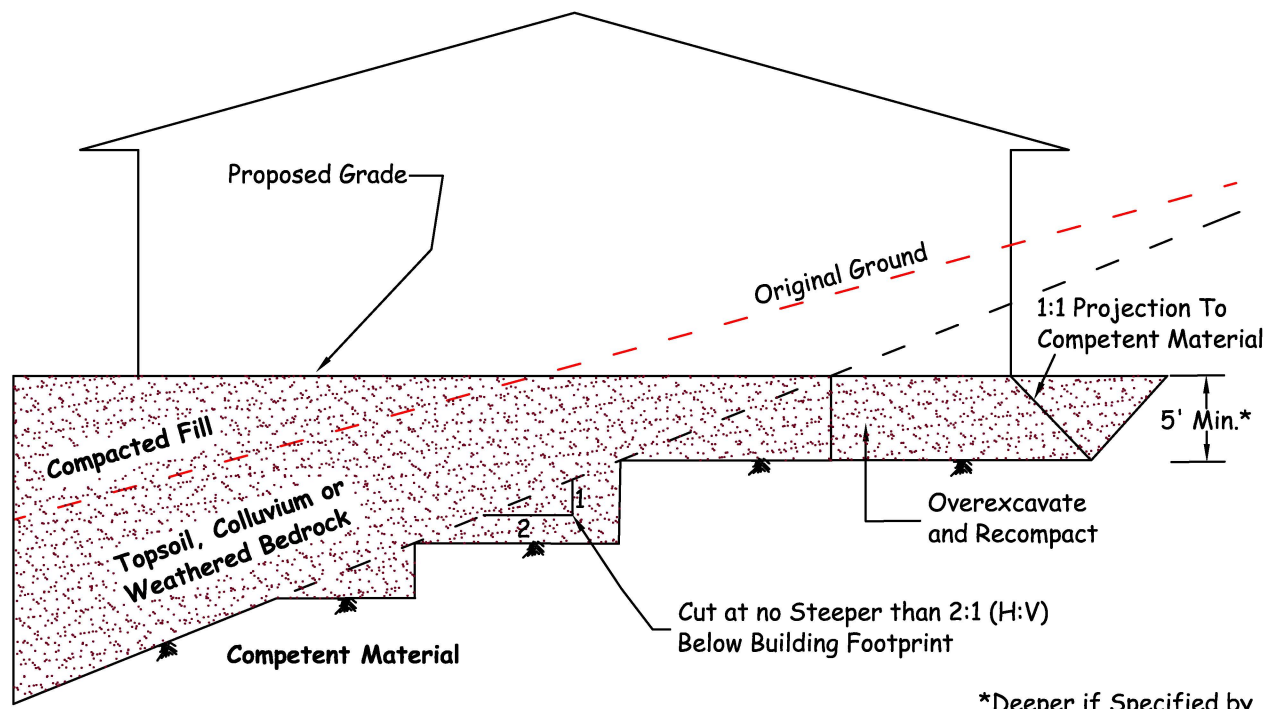 Proposed Grade
Original Ground
1:1 Projection To
Competent Material
Compacted Fill
5' Min.*
Topsoil, Colluvium or
Weathered Bedrock
1
2
Overexcavate
and Recompact
Cut at no Steeper than 2:1 (H:V)
Below Building Footprint
Competent Material
*Deeper if Specified by